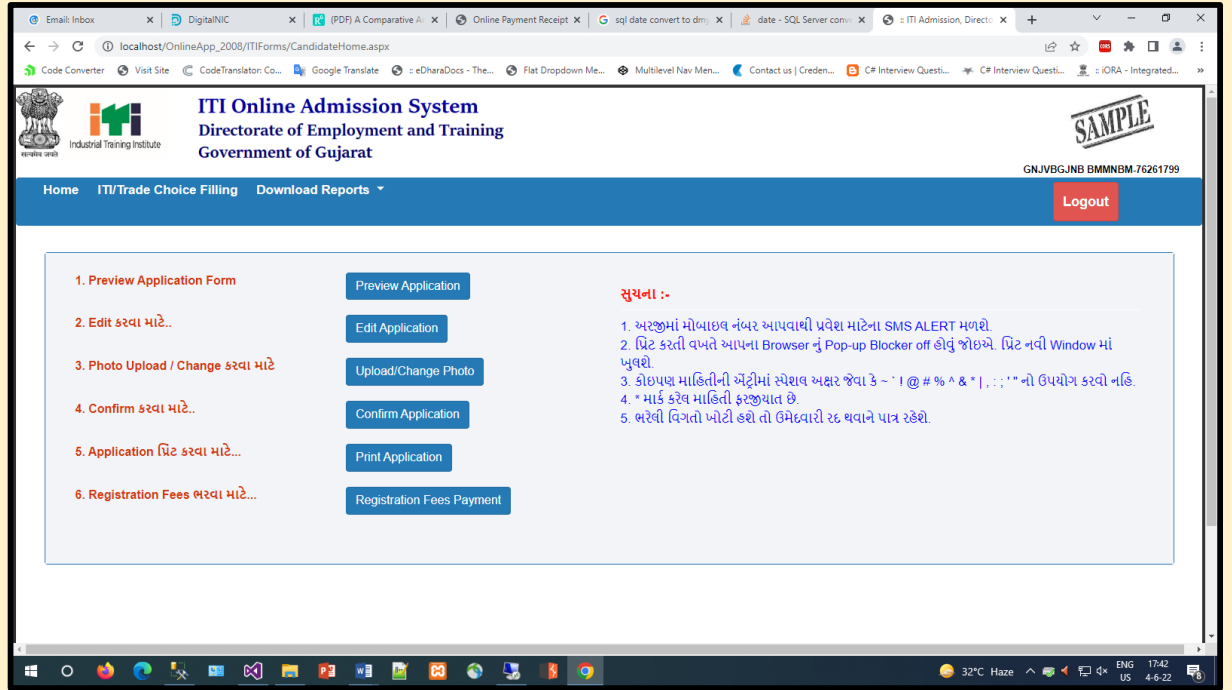 Email: Inbox
DigitalNIC
(PDF) A Comparative An
Online Payment Receipt
sql date convert to dmy
date - SQL Server conv
:: ITI Admission, Directo
localhost/OnlineApp_2008/ITIForms/CandidateHome.aspx
Code Converter
Visit Site
CodeTranslator: Co...
Google Translate
:: eDharaDocs - The...
Flat Dropdown Me...
Multilevel Nav Men...
Contact us | Creden...
C# Interview Questi...
C# Interview Questi...
:: iORA - Integrated...
सत्यमेव जयते
Industrial Training Institute
ITI Online Admission System
Directorate of Employment and Training
Government of Gujarat
SAMPLE
GNJVBGJNB BMMNBM-76261799
Home ITI/Trade Choice Filling Download Reports
Logout
1. Preview Application Form
Preview Application
2. Edit કરવા માટે..
Edit Application
3. Photo Upload / Change કરવા માટે
Upload/Change Photo
4. Confirm કરવા માટે..
Confirm Application
5. Application પ્રિંટ કરવા માટે...
Print Application
6. Registration Fees ભરવા માટે...
Registration Fees Payment
સુચના :-
1. અરજીમાં મોબાઇલ નંબર આપવાથી પ્રવેશ માટેના SMS ALERT મળશે.
2. પ્રિંટ કરતી વખતે આપના Browser નું Pop-up Blocker off હોવું જોઇએ. પ્રિંટ નવી Window માં
ખુલશે.
3. કોઇપણ માહિતીની એંટ્રીમાં સ્પેશલ અક્ષર જેવા કે ~ ` ! @ # % ^ & * | , : ; ' " નો ઉપયોગ કરવો નહિ.
4. * માર્ક કરેલ માહિતી ફરજીયાત છે.
5. ભરેલી વિગતો ખોટી હશે તો ઉમેદવારી રદ થવાને પાત્ર રહેશે.
32°C Haze
ENG
US
17:42
4-6-22
8